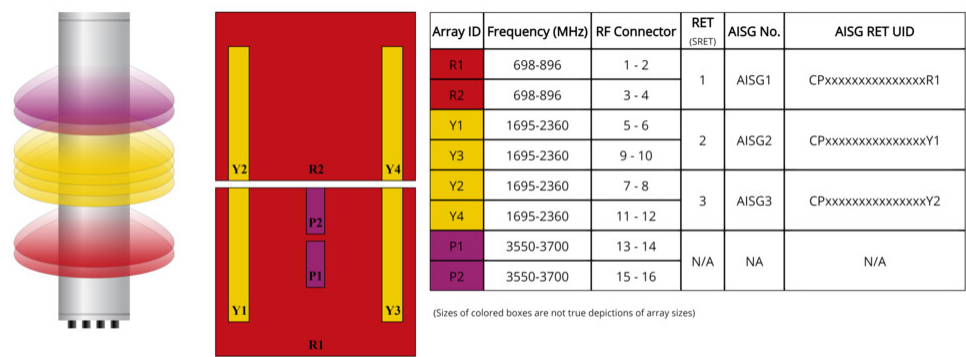 Y2 R2 Y4
P2
P1
Y1 Y3
R1
Array ID Frequency (MHz) RF Connector RET (SRET) AISG No. AISG RET UID
R1 698-896 1 - 2 1 AISG1 CPxxxxxxxxxxxxxxxxR1
R2 698-896 3 - 4
Y1 1695-2360 5 - 6 2 AISG2 CPxxxxxxxxxxxxxxxxY1
Y3 1695-2360 9 - 10
Y2 1695-2360 7 - 8 3 AISG3 CPxxxxxxxxxxxxxxxxY2
Y4 1695-2360 11 - 12
P1 3550-3700 13 - 14 N/A NA N/A
P2 3550-3700 15 - 16
(Sizes of colored boxes are not true depictions of array sizes)